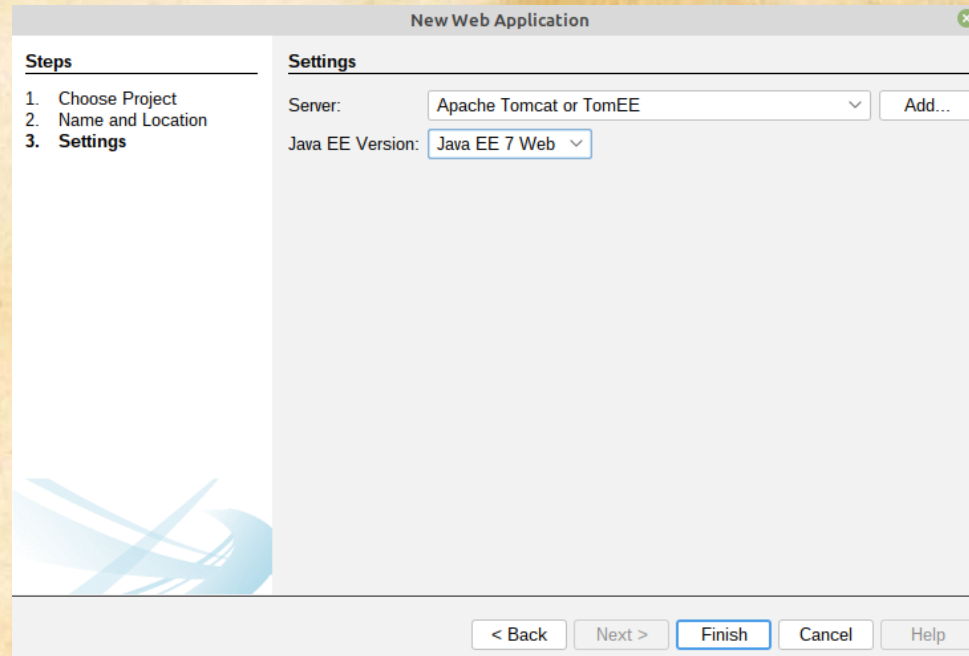 New Web Application
Steps
1. Choose Project
2. Name and Location
3. Settings
Settings
Server: Apache Tomcat or TomEE Add...
Java EE Version: Java EE 7 Web
< Back Next > Finish Cancel Help